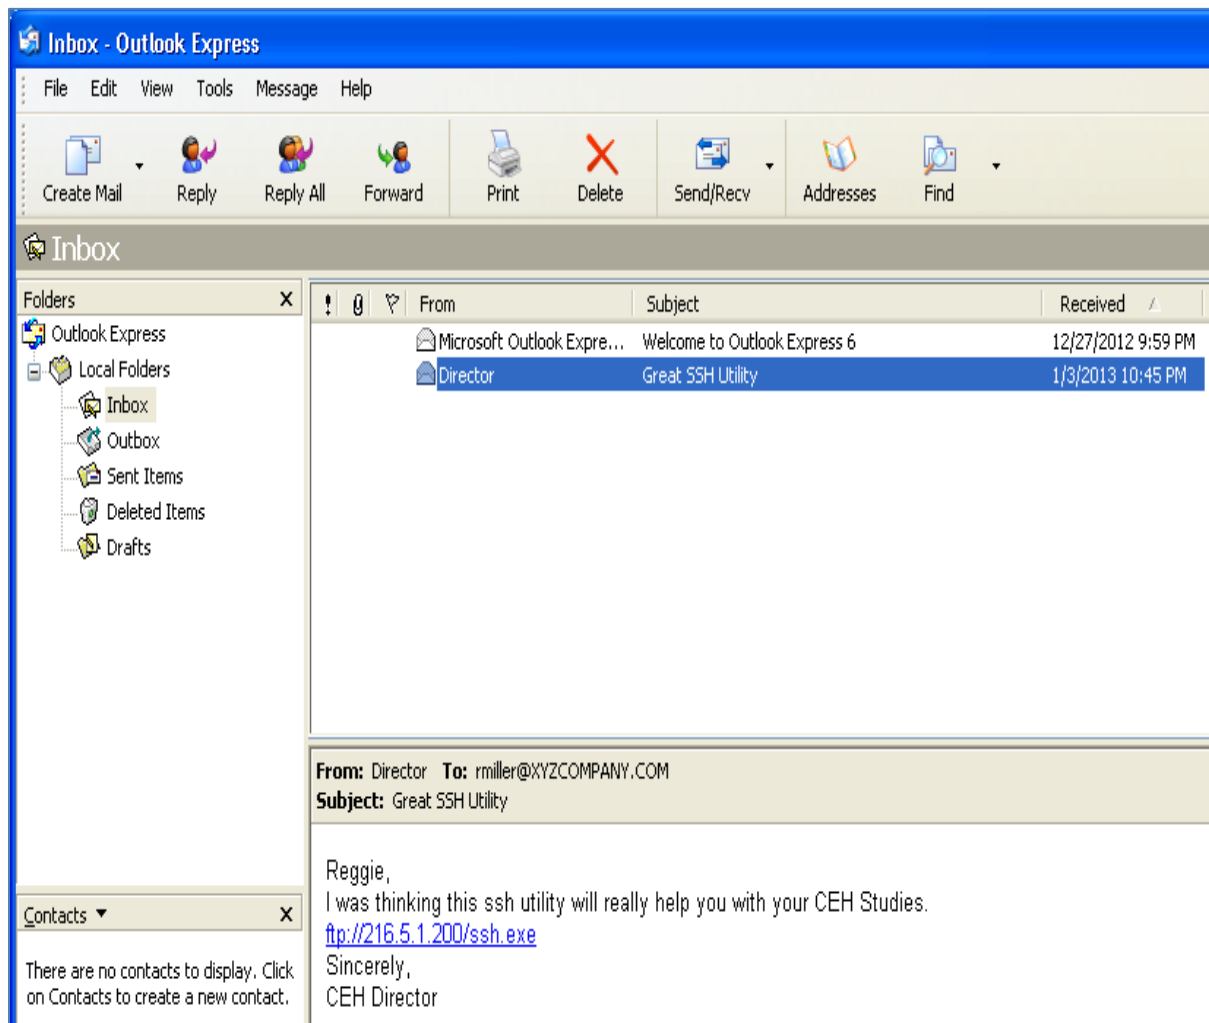 Inbox - Outlook Express
File Edit View Tools Message Help
Create Mail Reply Reply All Forward Print Delete Send/Recv Addresses Find
Inbox
Folders X
Outlook Express
Local Folders
Inbox
Outbox
Sent Items
Deleted Items
Drafts
! From Subject Received
Microsoft Outlook Expre... Welcome to Outlook Express 6 12/27/2012 9:59 PM
Director Great SSH Utility 1/3/2013 10:45 PM
From: Director To: rmiller@XYZCOMPANY.COM
Subject: Great SSH Utility
Reggie,
I was thinking this ssh utility will really help you with your CEH Studies.
ftp://216.5.1.200/ssh.exe
Sincerely,
CEH Director
Contacts X
There are no contacts to display. Click
on Contacts to create a new contact.